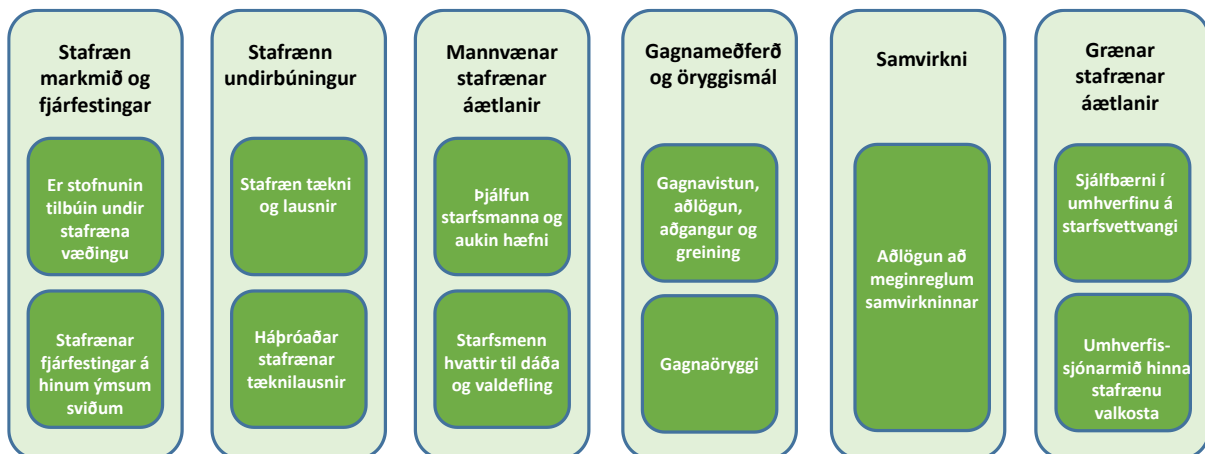 Stafræn
markmið og
fjárfestingar
Er stofnunin
tilbúin undir
stafræna
væðingu
Stafrænar
fjárfestingar á
hinum ýmsum
sviðum
Stafrænn
undirbúningur
Stafræn tækni
og lausnir
Háþróaðar
stafrænar
tæknilausnir
Mannvænar
stafrænar
áætlanir
Þjálfun
starfsmanna og
aukin hæfni
Starfsmenn
hvattir til dáða
og valdefling
Gagnameðferð
og öryggismál
Gagnavistun,
aðlögun,
aðgangur og
greining
Gagnaöryggi
Samvirkni
Aðlögun að
meginreglum
samvirkninnar
Grænar
stafrænar
áætlanir
Sjálfbærni í
umhverfinu á
starfsvettvangi
Umhverfis-
sjónarmið hinna
stafrænu
valkosta